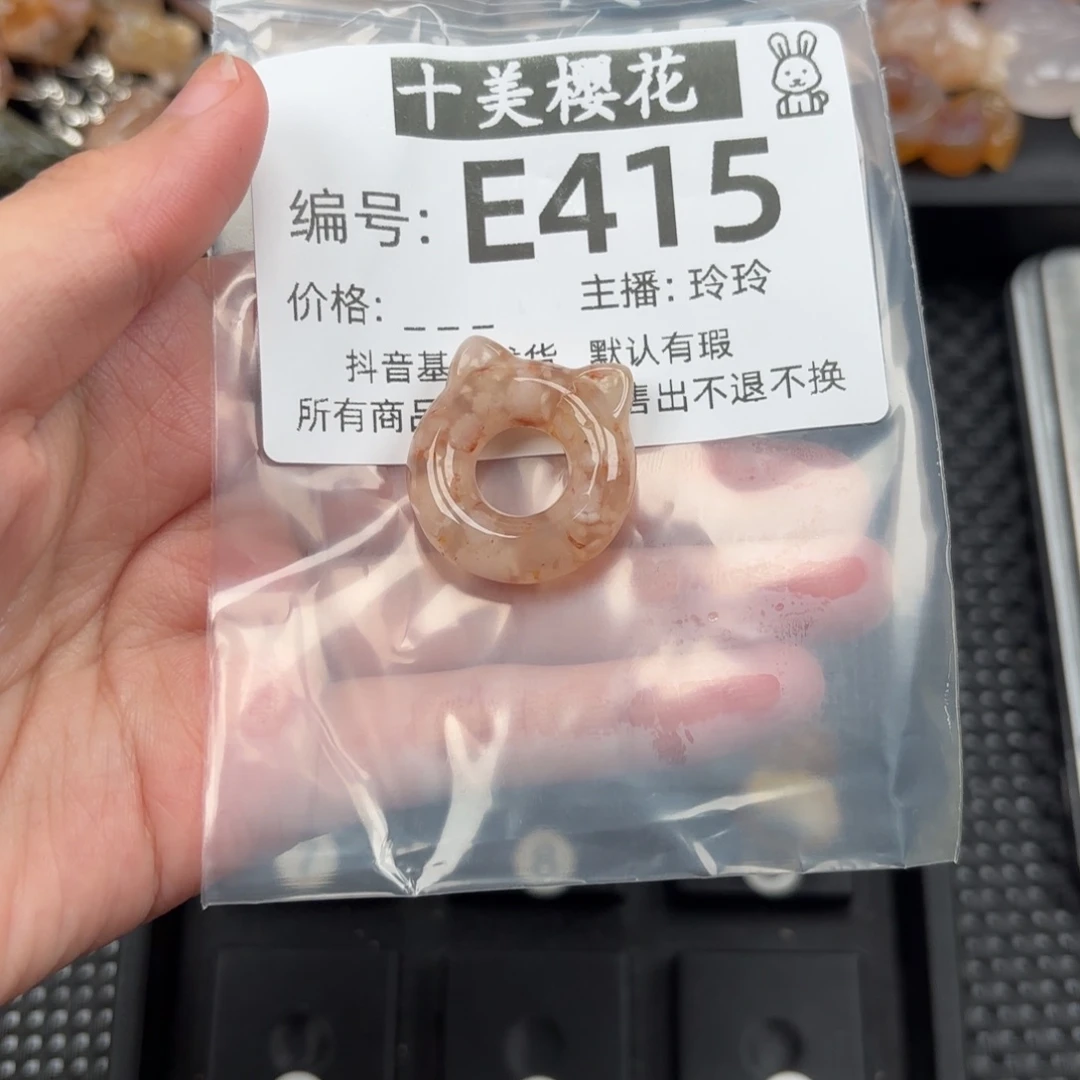 十美樱花
编号: E415
价格: _ _ _ 主播: 玲玲
抖音基 货 默认有瑕
所有商品 售出不退不换